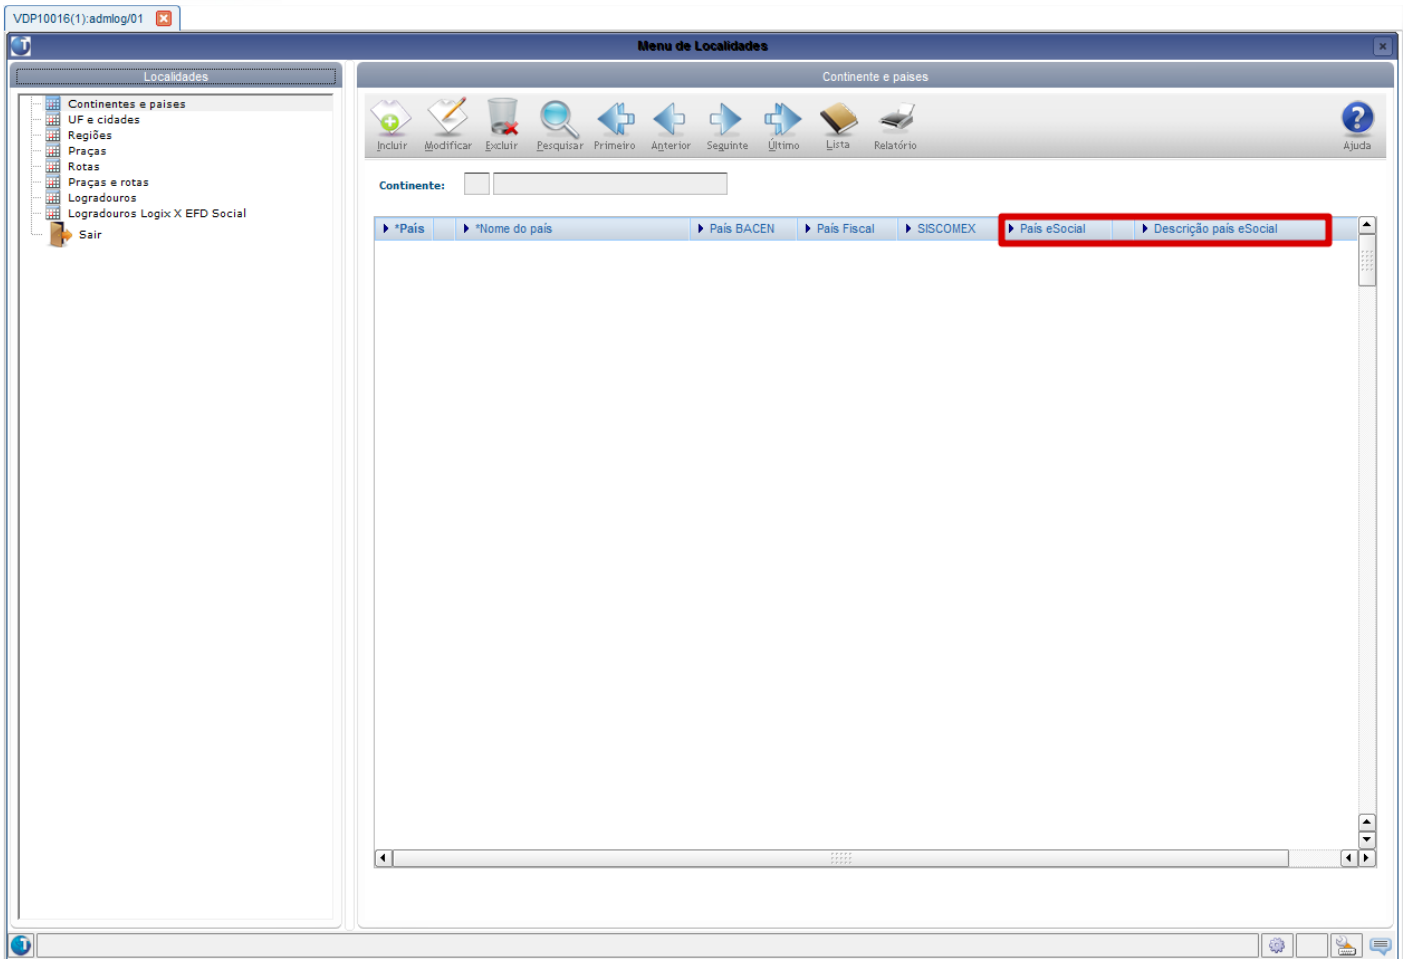 VDP10016(1):admlog/01
Menu de Localidades
Localidades
Continentes e paises
UF e cidades
Regiões
Praças
Rotas
Praças e rotas
Logradouros
Logradouros Logix X EFD Social
Sair
Continente e paises
Incluir Modificar Excluir Pesquisar Primeiro Anterior Seguinte Último Lista Relatório Ajuda
Continente:
*País *Nome do país País BACEN País Fiscal SISCOMEX País eSocial Descrição país eSocial